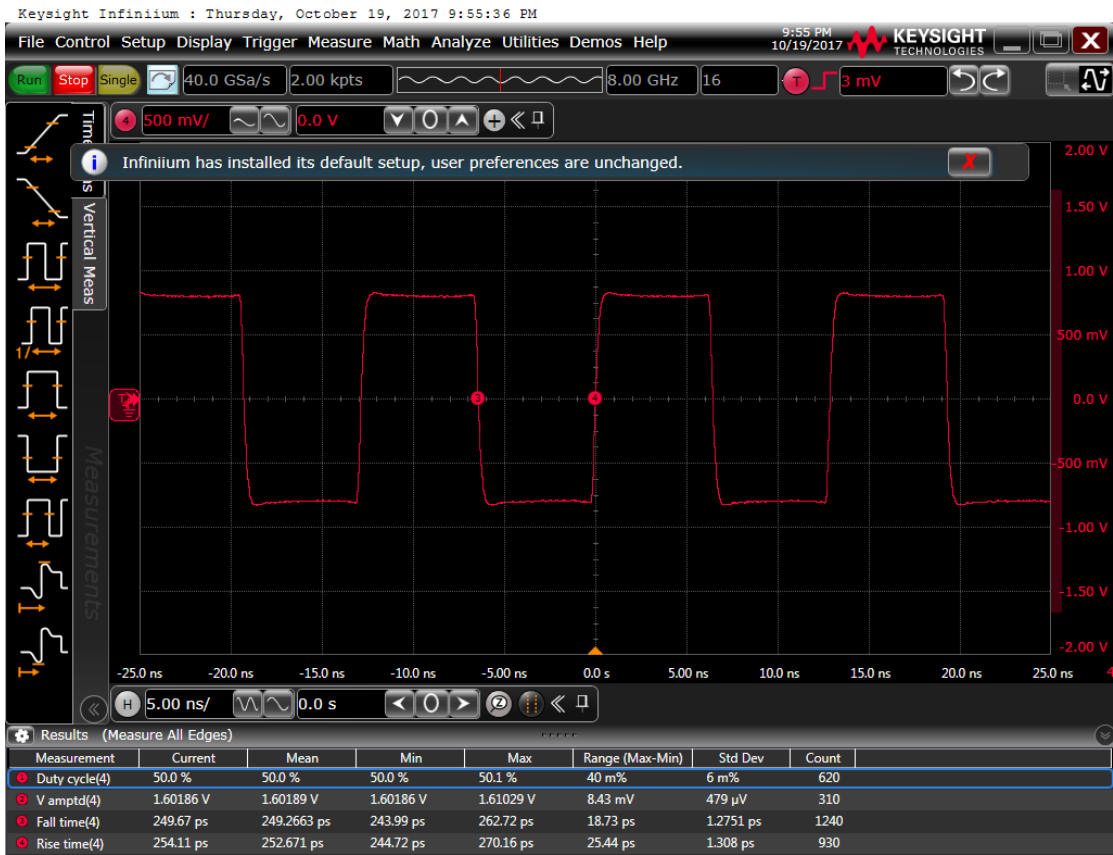 Keysight Infiniium : Thursday, October 19, 2017 9:55:36 PM
File Control Setup Display Trigger Measure Math Analyze Utilities Demos Help
9:55 PM
10/19/2017
KEYSIGHT
TECHNOLOGIES
X
Run Stop Single 40.0 GSa/s 2.00 kpts 8.00 GHz 16 T 3 mV
4 500 mV/ 0.0 V
i Infiniium has installed its default setup, user preferences are unchanged. X
Vertical Meas
Measurements
1/
2.00 V
1.50 V
1.00 V
500 mV
0.0 V
-500 mV
-1.00 V
-1.50 V
-2.00 V
T
3
4
-25.0 ns -20.0 ns -15.0 ns -10.0 ns -5.00 ns 0.0 s 5.00 ns 10.0 ns 15.0 ns 20.0 ns 25.0 ns
H 5.00 ns/ 0.0 s Z
Results (Measure All Edges)
Measurement Current Mean Min Max Range (Max-Min) Std Dev Count
1 Duty cycle(4) 50.0 % 50.0 % 50.0 % 50.1 % 40 m% 6 m% 620
2 V amptd(4) 1.60186 V 1.60189 V 1.60186 V 1.61029 V 8.43 mV 479 µV 310
3 Fall time(4) 249.67 ps 249.2663 ps 243.99 ps 262.72 ps 18.73 ps 1.2751 ps 1240
4 Rise time(4) 254.11 ps 252.671 ps 244.72 ps 270.16 ps 25.44 ps 1.308 ps 930